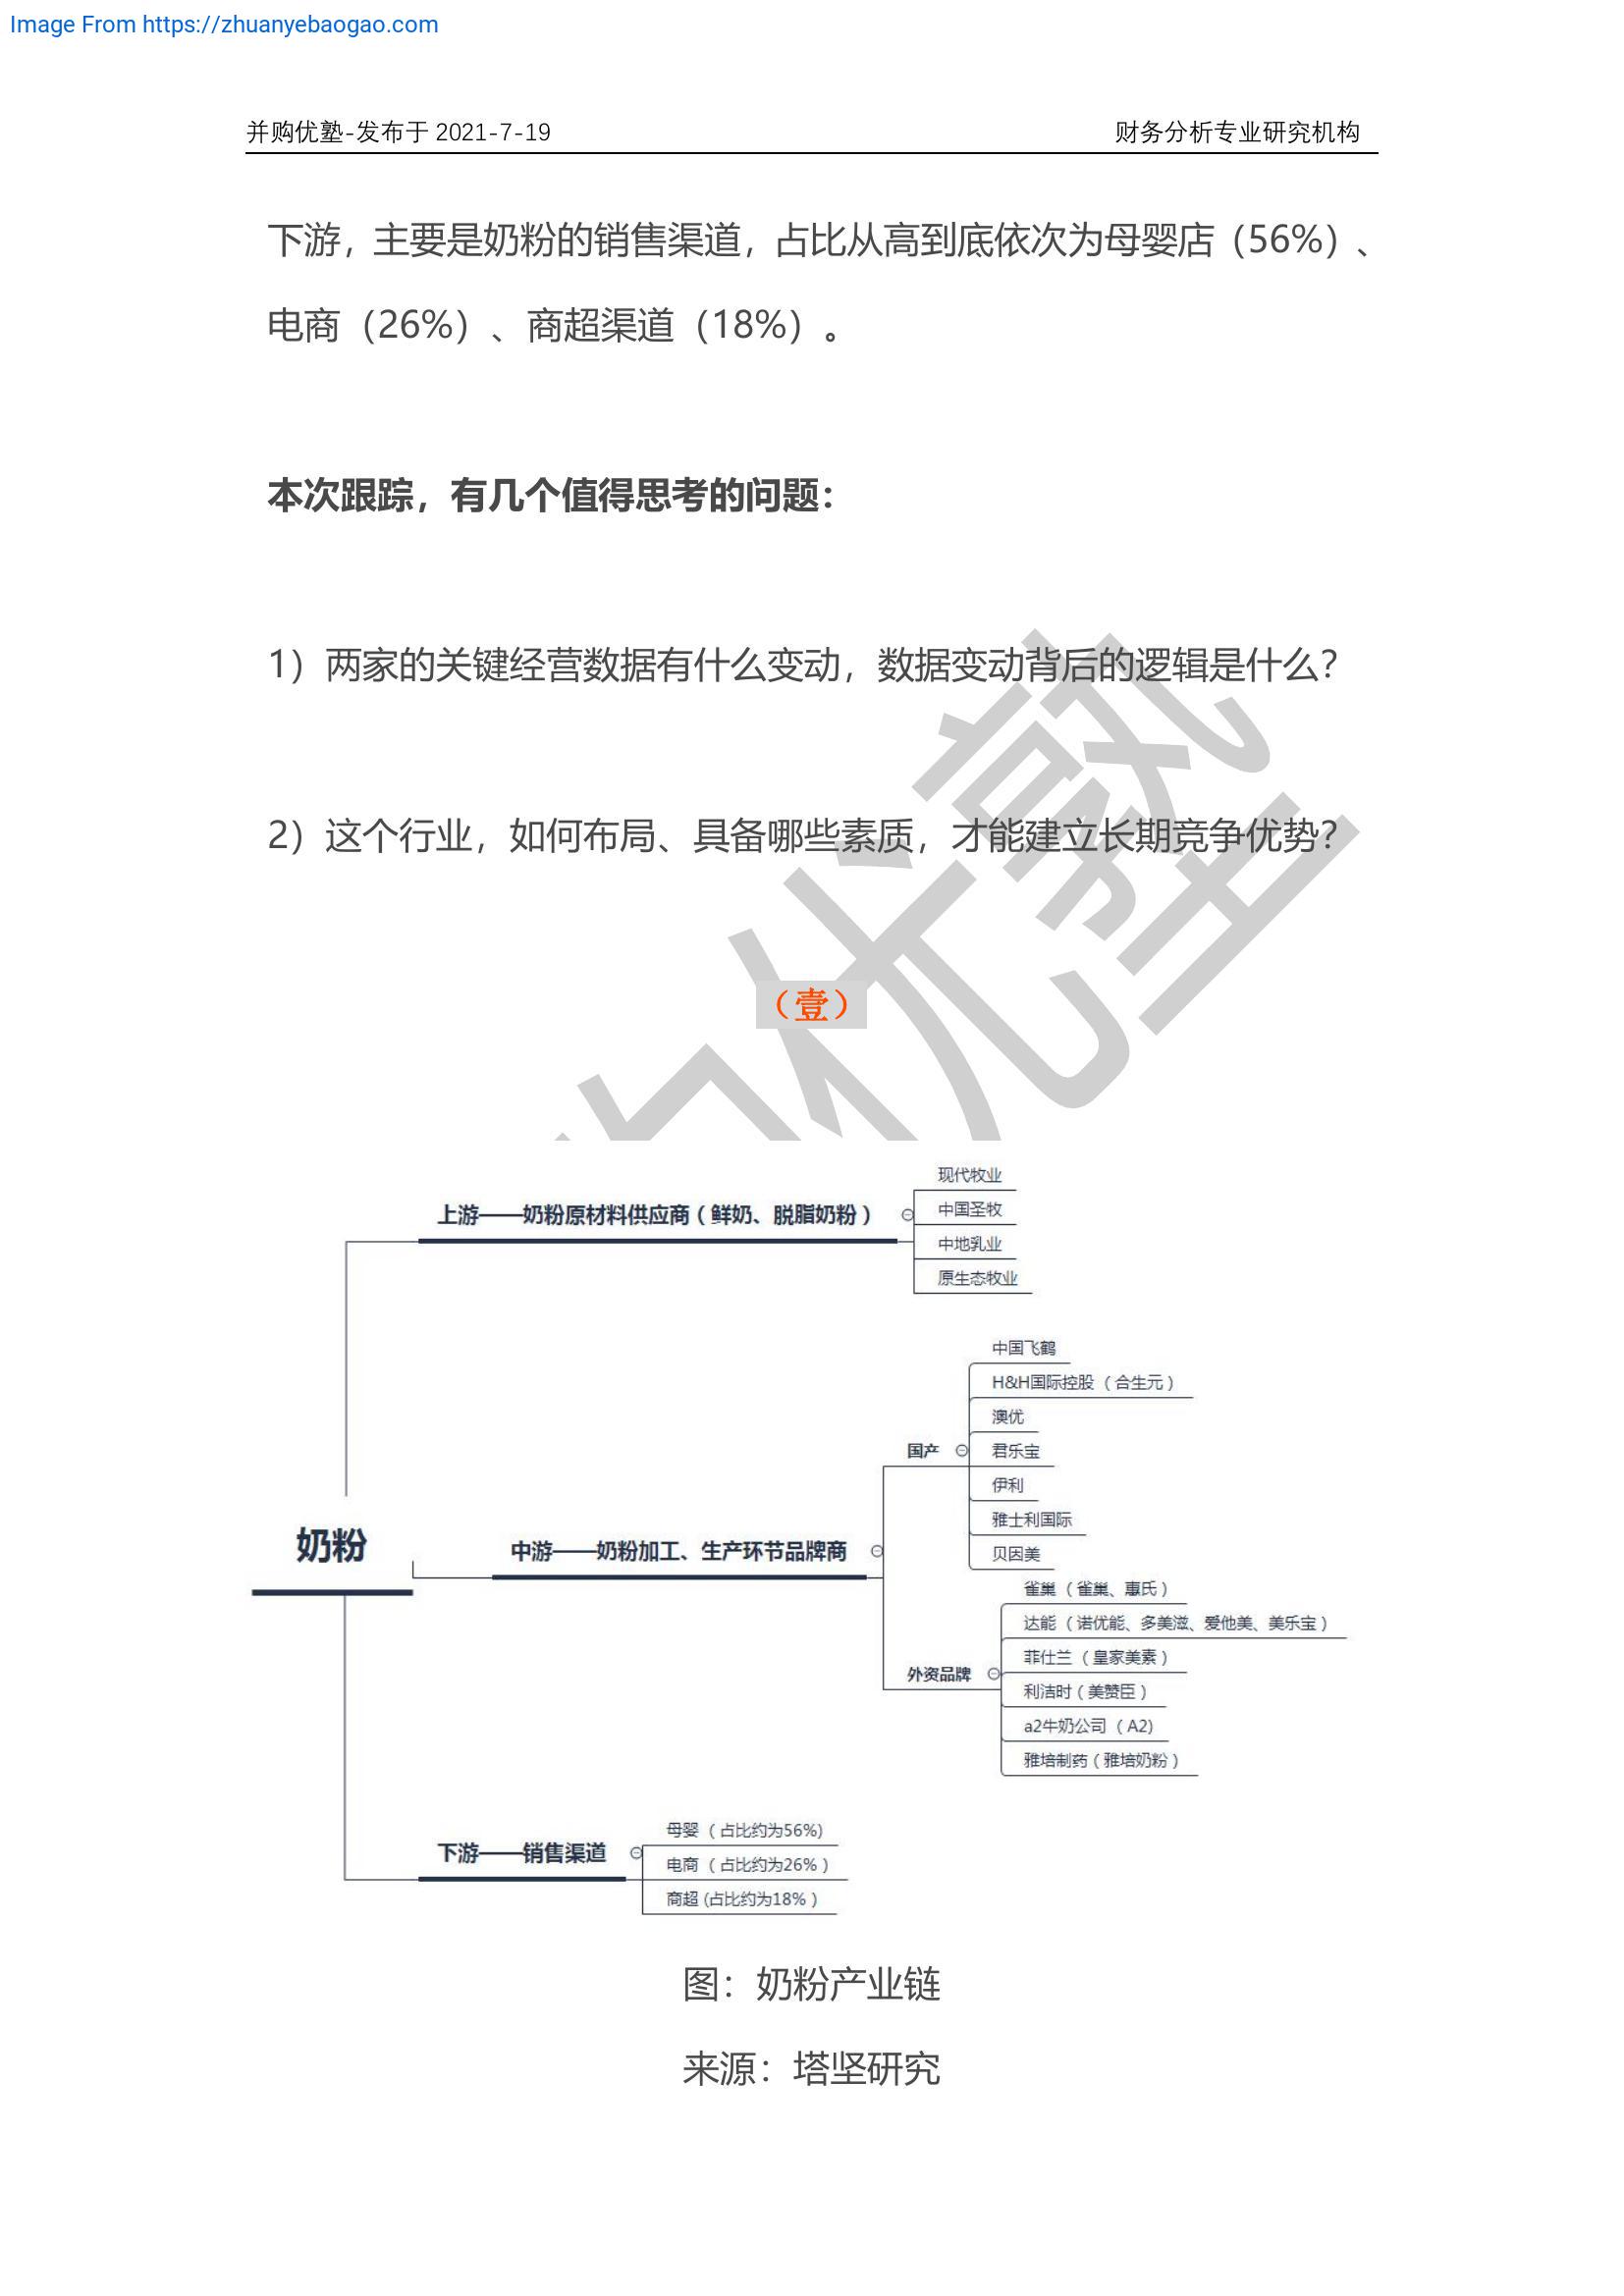 Image From https://zhuanyebaogao.com
并购优塾-发布于 2021-7-19
财务分析专业研究机构
下游，主要是奶粉的销售渠道，占比从高到底依次为母婴店（56%）、
电商（26%）、商超渠道（18%）。
本次跟踪，有几个值得思考的问题：
1）两家的关键经营数据有什么变动，数据变动背后的逻辑是什么？
2）这个行业，如何布局、具备哪些素质，才能建立长期竞争优势？
优塾
（壹）
奶粉
上游——奶粉原材料供应商（鲜奶、脱脂奶粉）
现代牧业
中国圣牧
中地乳业
原生态牧业
中游——奶粉加工、生产环节品牌商
国产
中国飞鹤
H&H国际控股（合生元）
澳优
君乐宝
伊利
雅士利国际
贝因美
外资品牌
雀巢（雀巢、惠氏）
达能（诺优能、多美滋、爱他美、美乐宝）
菲仕兰（皇家美素）
利洁时（美赞臣）
a2牛奶公司（A2)
雅培制药（雅培奶粉）
下游——销售渠道
母婴（占比约为56%)
电商（占比约为26%）
商超 (占比约为18%）
图：奶粉产业链
来源：塔坚研究